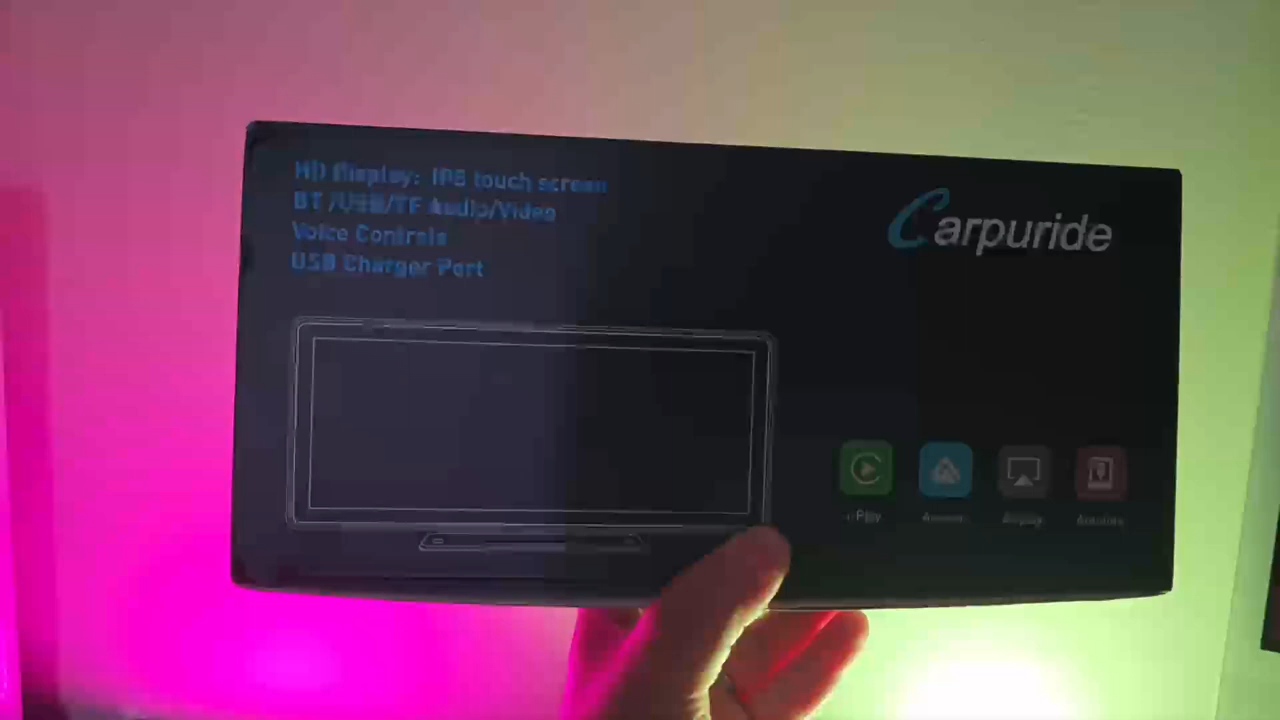 HD Display: IPS touch screen
BT /USB/TF Audio/Video
Voice Controls
USB Charger Port
Carpuride